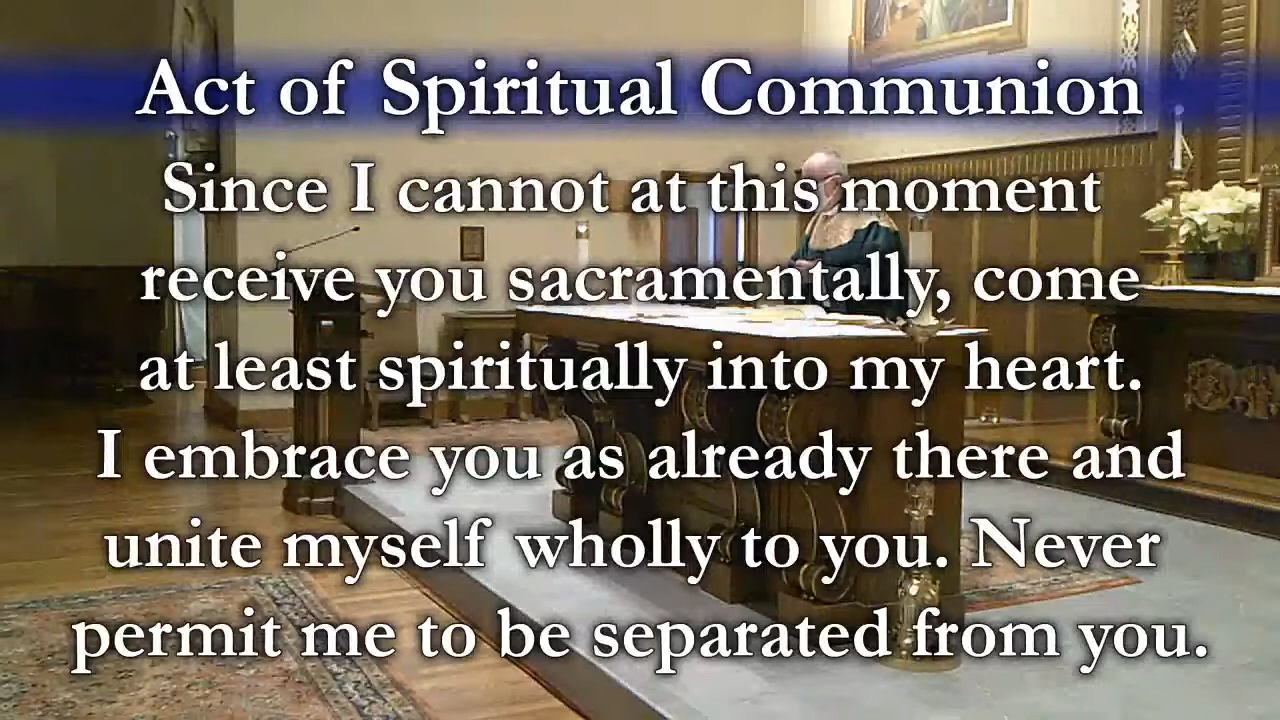 Act of Spiritual Communion
Since I cannot at this moment
receive you sacramentally, come
at least spiritually into my heart.
I embrace you as already there and
unite myself wholly to you. Never
permit me to be separated from you.